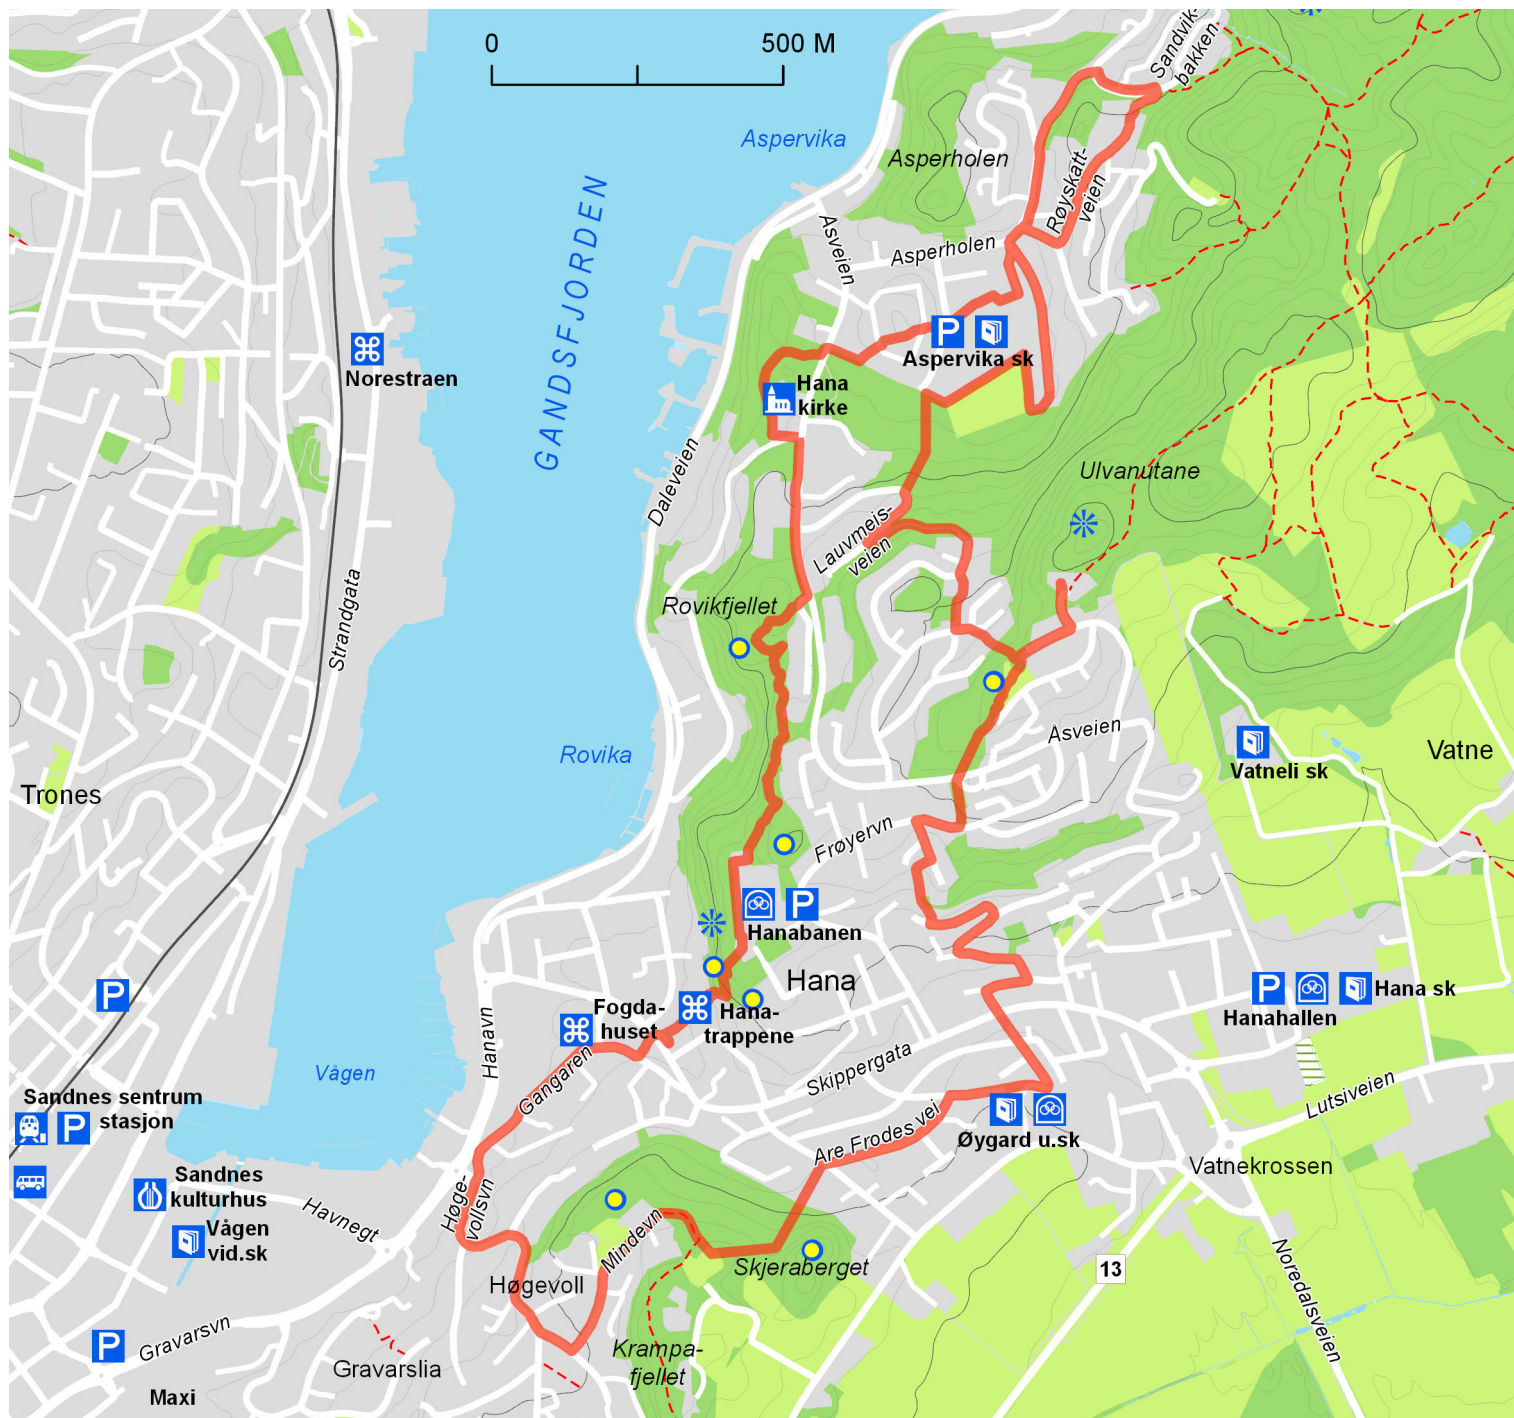 0 500 M
Sandvik-
bakken
Aspervika
Asperholen
Røyskatt-
veien
GANDSFJORDEN
Åsveien
Asperholen
P
Aspervika sk
Norestraen
Hana
kirke
Daleveien
Ulvanutane
Lauvmeis-
veien
Strandgata
Rovikfjellet
Rovika
Åsveien
Vatne
Vatneli sk
Trones
Frøyervn
P
Hanabanen
Hana
P
P
Hana sk
Hanahallen
Fogda-
huset
Hana-
trappene
Hanavn
Gangaren
Skippergata
Vågen
Lutsiveien
Sandnes sentrum
stasjon
P
Are Frodes vei
Øygard u.sk
Vatnekrossen
Sandnes
kulturhus
Vågen
vid.sk
Havnegt
Høge-
vollsvn
Mindevn
Høgevoll
Skjeraberget
13
Noredalsveien
P
Gravarsvn
Gravarslia
Krampa-
fjellet
Maxi